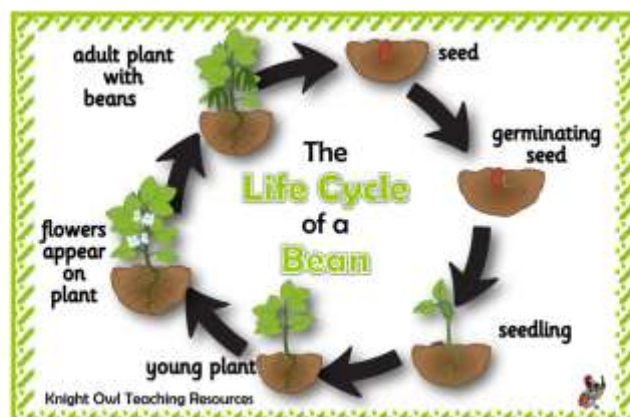 adult plant
with
beans
seed
germinating
seed
The
Life Cycle
of a
Bean
flowers
appear
on
plant
seedling
young plant
Knight Owl Teaching Resources